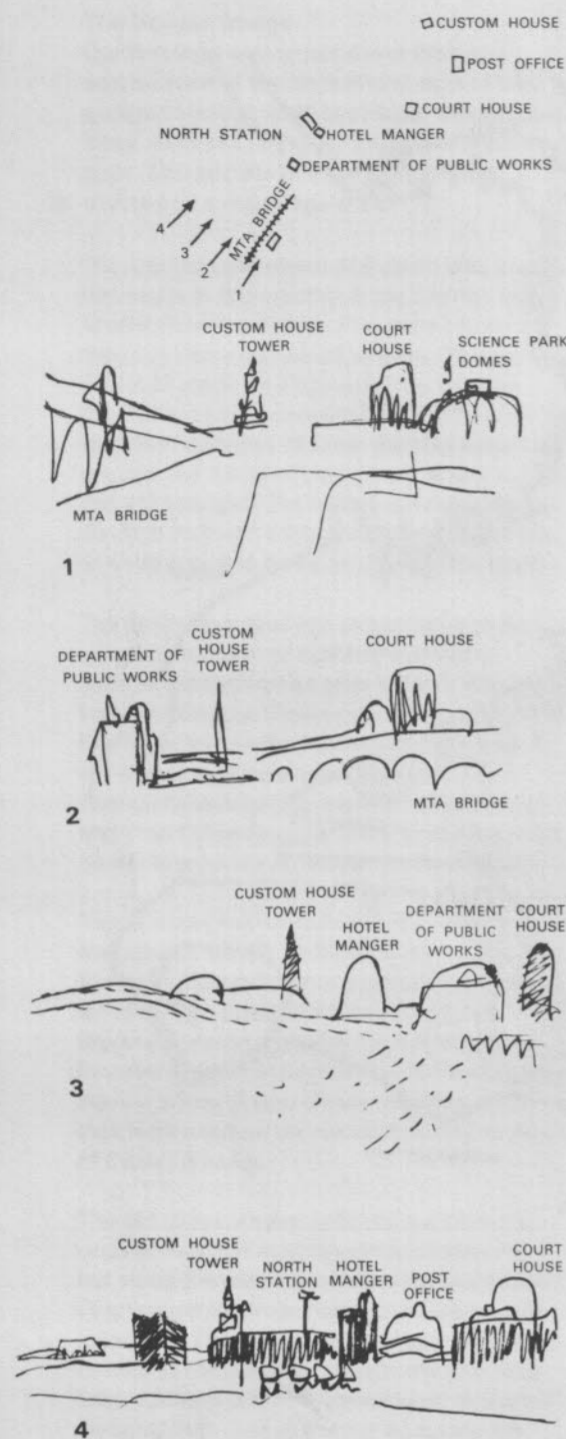 CUSTOM HOUSE
POST OFFICE
COURT HOUSE
NORTH STATION
HOTEL MANGER
DEPARTMENT OF PUBLIC WORKS
MTA BRIDGE
4
3
2
1
CUSTOM HOUSE
TOWER
COURT
HOUSE
SCIENCE PARK
DOMES
MTA BRIDGE
1
DEPARTMENT OF
PUBLIC WORKS
CUSTOM
HOUSE
TOWER
COURT HOUSE
MTA BRIDGE
2
CUSTOM HOUSE
TOWER
HOTEL
MANGER
DEPARTMENT
OF PUBLIC
WORKS
COURT
HOUSE
3
CUSTOM HOUSE
TOWER
NORTH
STATION
HOTEL
MANGER
POST
OFFICE
COURT
HOUSE
4